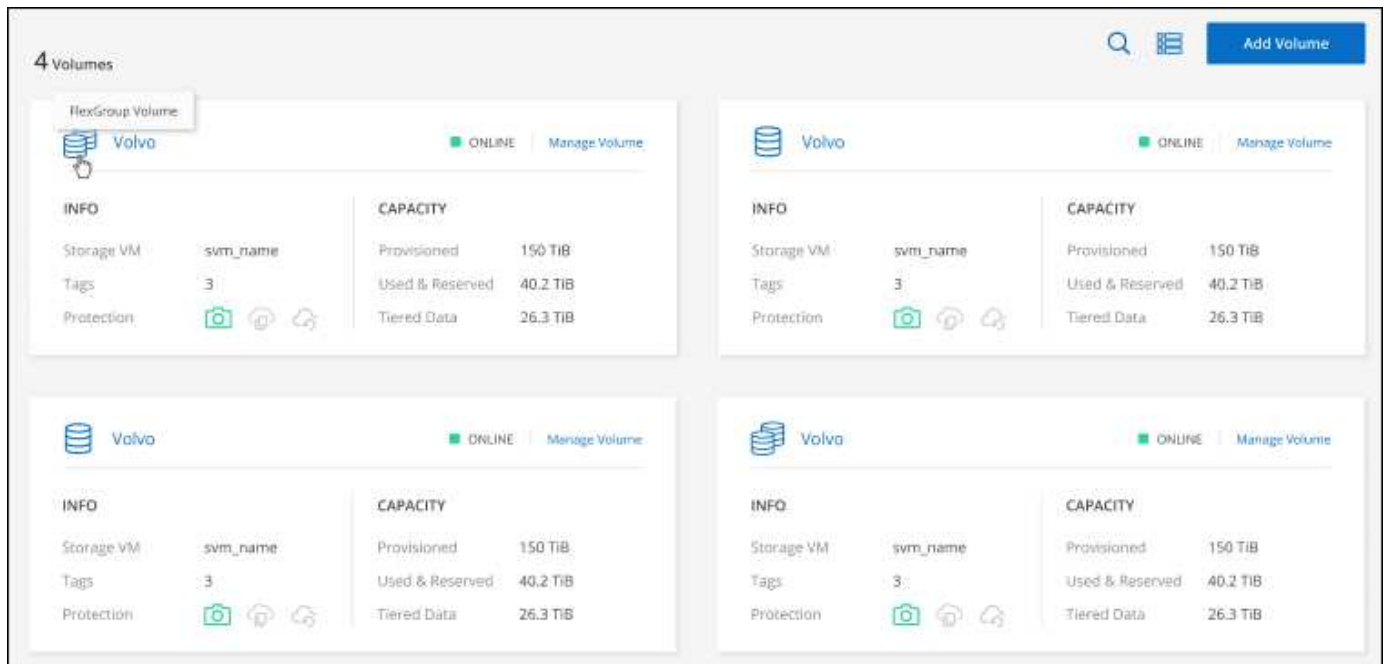 Add Volume
4 Volumes
FlexGroup Volume
Volvo ONLINE Manage Volume
INFO CAPACITY
Storage VM svm_name Provisioned 150 TiB
Tags 3 Used & Reserved 40.2 TiB
Protection Tiered Data 26.3 TiB
Volvo ONLINE Manage Volume
INFO CAPACITY
Storage VM svm_name Provisioned 150 TiB
Tags 3 Used & Reserved 40.2 TiB
Protection Tiered Data 26.3 TiB
Volvo ONLINE Manage Volume
INFO CAPACITY
Storage VM svm_name Provisioned 150 TiB
Tags 3 Used & Reserved 40.2 TiB
Protection Tiered Data 26.3 TiB
Volvo ONLINE Manage Volume
INFO CAPACITY
Storage VM svm_name Provisioned 150 TiB
Tags 3 Used & Reserved 40.2 TiB
Protection Tiered Data 26.3 TiB